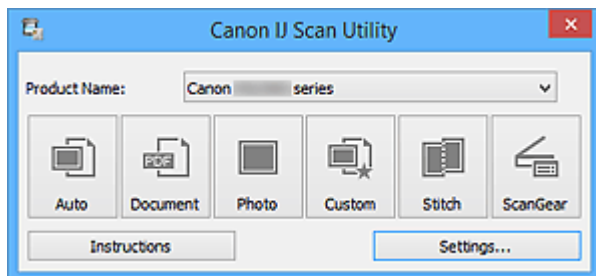 Canon IJ Scan Utility
Product Name: Canon series
PDF
Auto Document Photo Custom Stitch ScanGear
Instructions Settings...